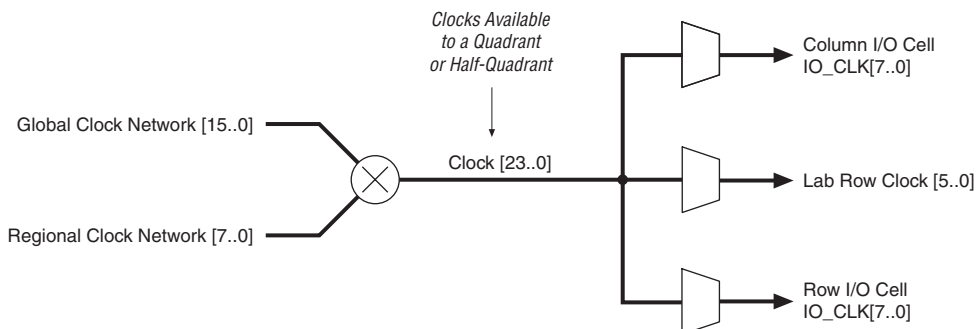 Clocks Available
to a Quadrant
or Half-Quadrant
Column I/O Cell
IO_CLK[7..0]
Global Clock Network [15..0]
Clock [23..0]
Lab Row Clock [5..0]
Regional Clock Network [7..0]
Row I/O Cell
IO_CLK[7..0]